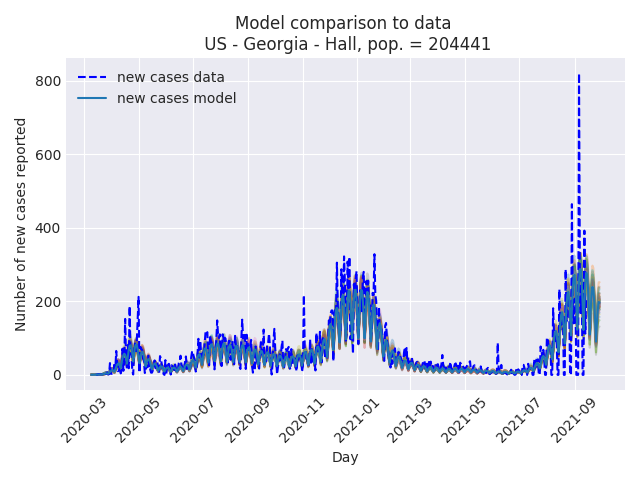 Model comparison to data
US - Georgia - Hall, pop. = 204441
new cases data
new cases model
Number of new cases reported
800
600
400
200
0
2020-03
2020-05
2020-07
2020-09
2020-11
2021-01
2021-03
2021-05
2021-07
2021-09
Day